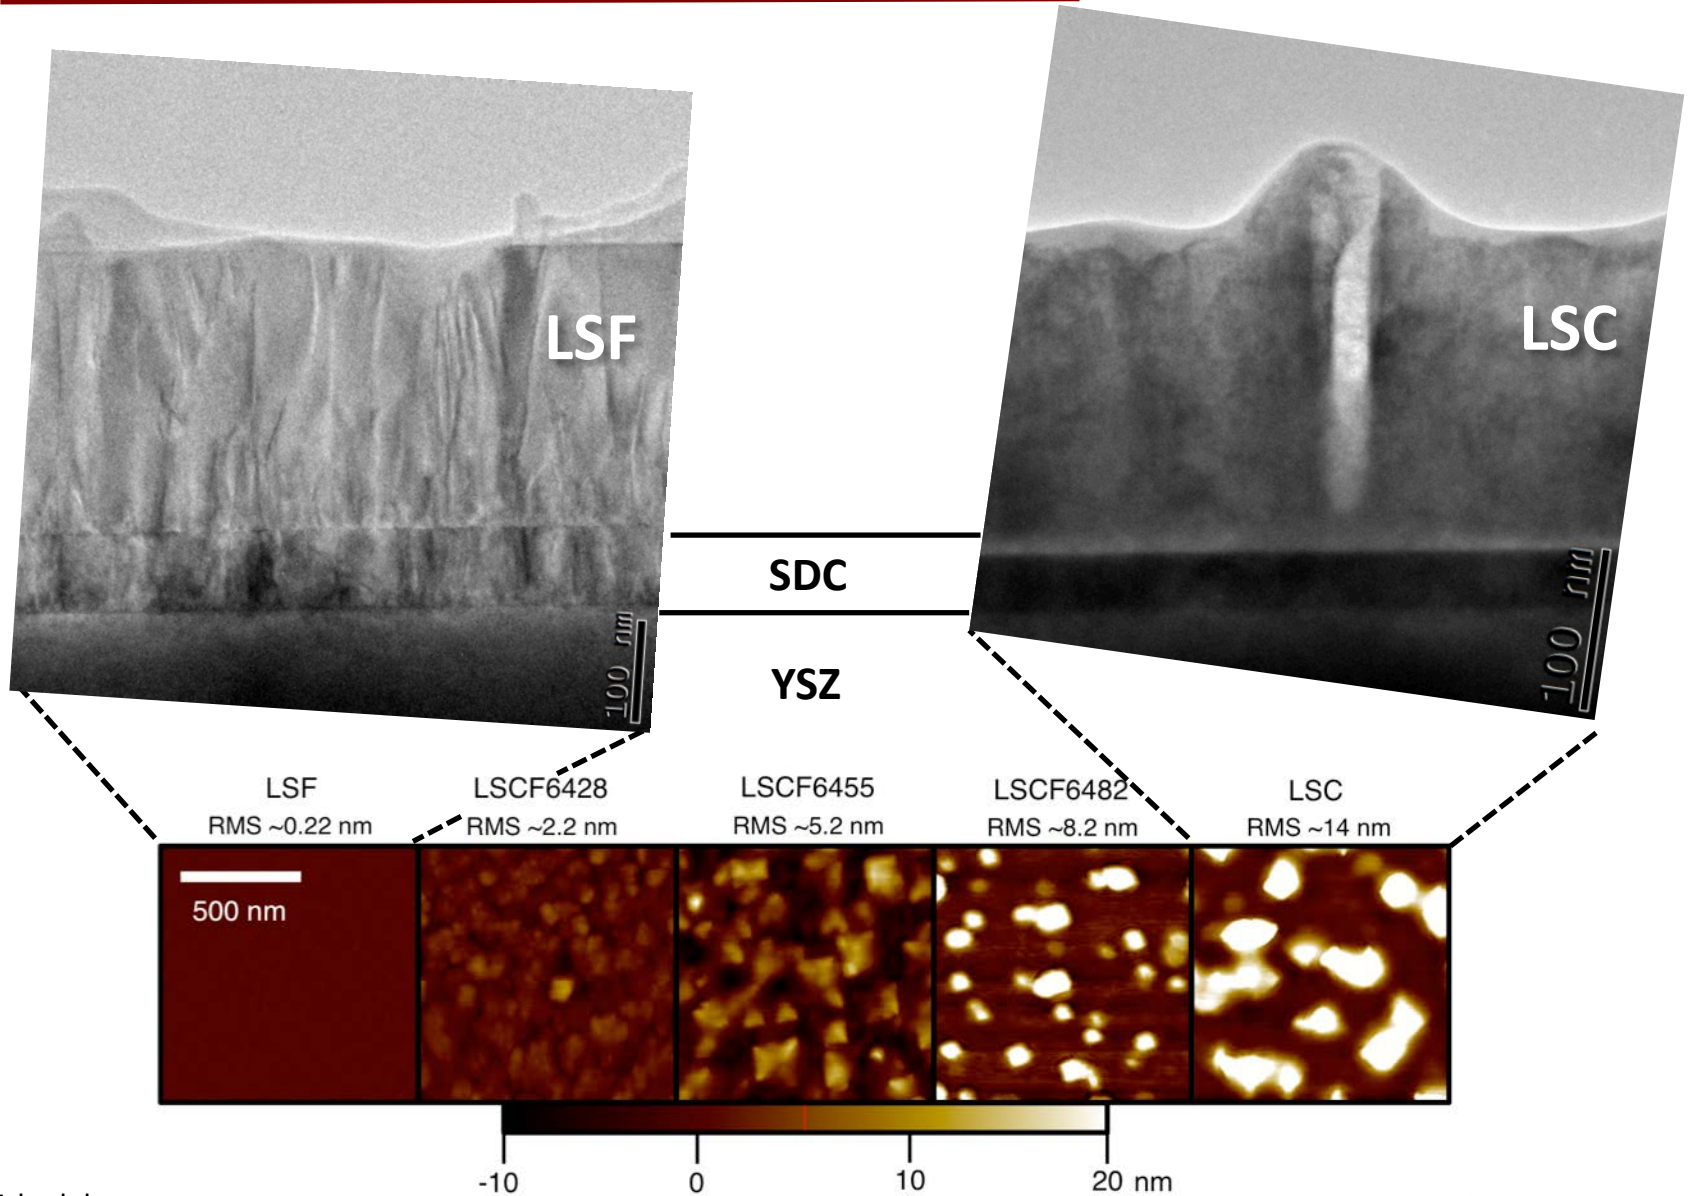 LSF
LSC
100 nm
100 nm
SDC
YSZ
LSF
RMS ~0.22 nm
LSCF6428
RMS ~2.2 nm
LSCF6455
RMS ~5.2 nm
LSCF6482
RMS ~8.2 nm
LSC
RMS ~14 nm
500 nm
-10 0 10 20 nm